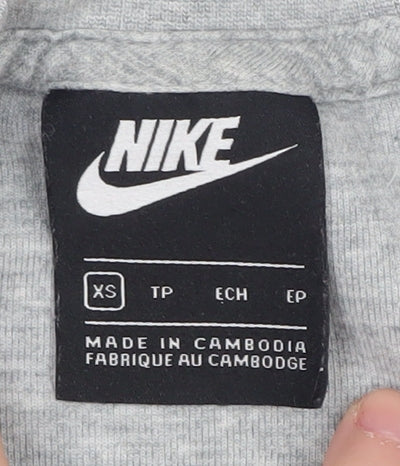 NIKE
XS TP ECH EP
MADE IN CAMBODIA
FABRIQUE AU CAMBODGE